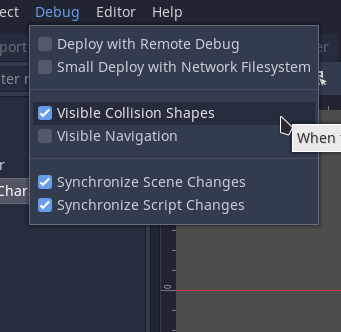 ect Debug Editor Help
port
er
Deploy with Remote Debug
Small Deploy with Network Filesystem
ter r
Visible Collision Shapes
When
Visible Navigation
r
Synchronize Scene Changes
Char
Synchronize Script Changes
0